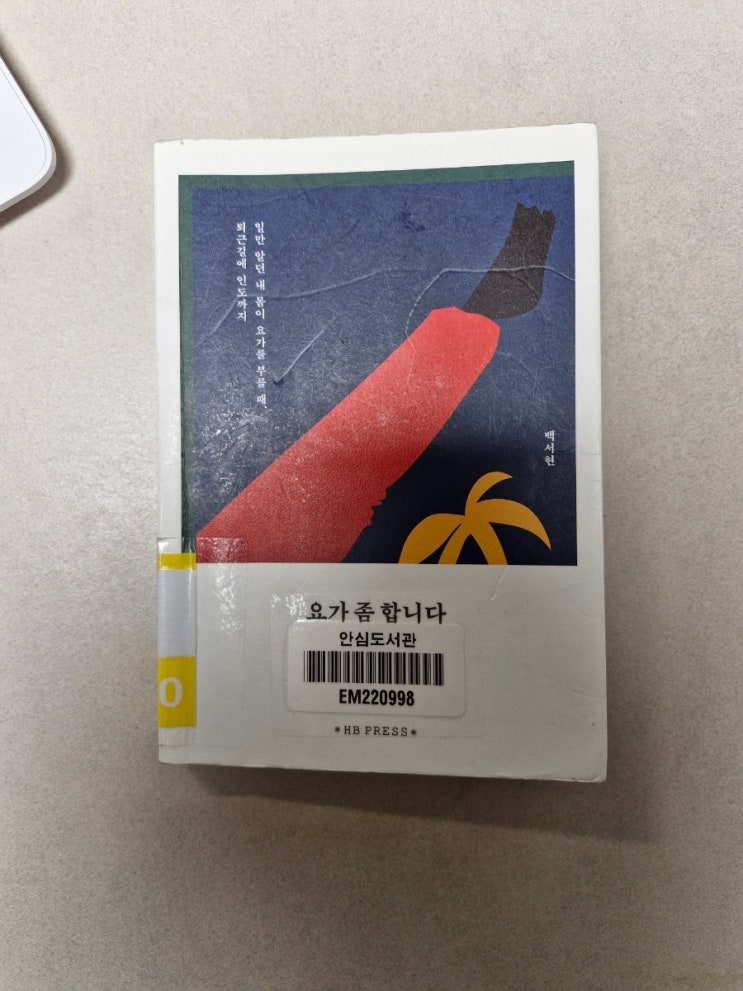 일만 알던 내 몸이 요가를 부를 때,
퇴근길에 인도까지
백서현
요가 좀 합니다
안심도서관
EM220998
*HB PRESS*
0